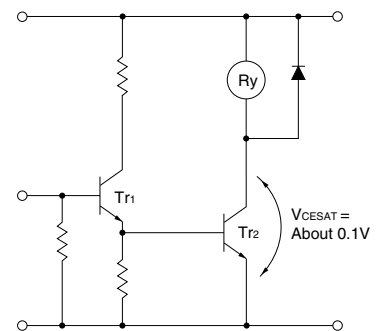 Ry
Tr1
Tr2
VCESAT =
About 0.1V